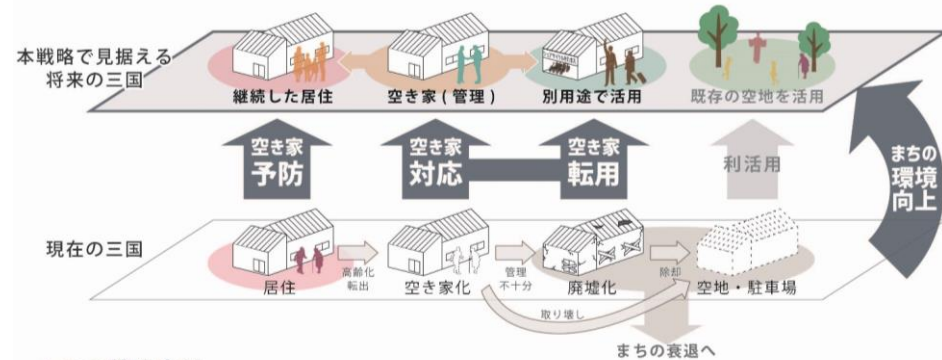 本戦略で見据える
将来の三国
継続した居住
空き家(管理)
別用途で活用
既存の空地を活用
空き家
予防
空き家
対応
空き家
転用
利活用
まちの
環境
向上
現在の三国
居住
高齢化
転出
空き家化
管理
不十分
廃墟化
除却
空地・駐車場
取り壊し
まちの衰退へ